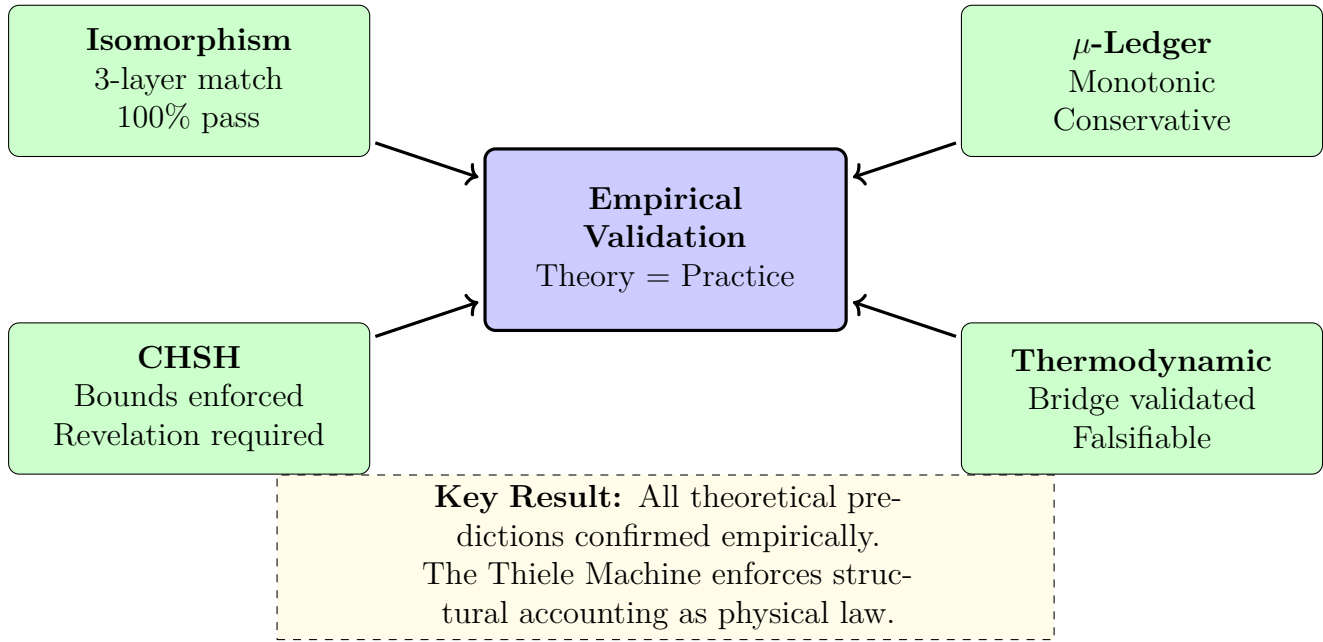 Isomorphism
3-layer match
100% pass
μ-Ledger
Monotonic
Conservative
Empirical
Validation
Theory = Practice
CHSH
Bounds enforced
Revelation required
Thermodynamic
Bridge validated
Falsifiable
Key Result: All theoretical pre-
dictions confirmed empirically.
The Thiele Machine enforces struc-
tural accounting as physical law.